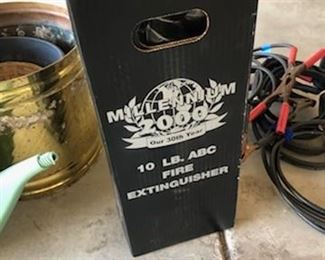 MILLENNIUM
2000
Our 30th Year
10 LB. ABC
FIRE
EXTINGUISHER